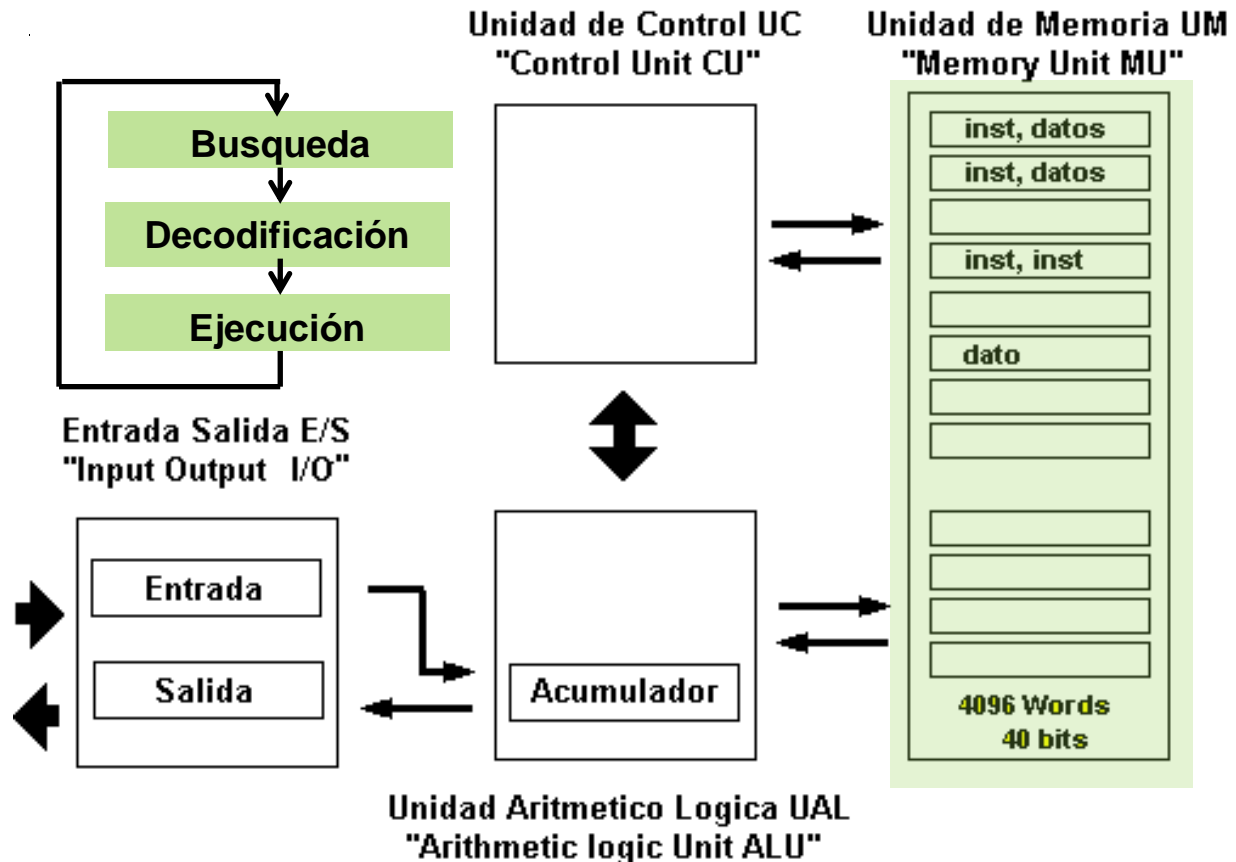 Unidad de Control UC
"Control Unit CU"
Unidad de Memoria UM
"Memory Unit MU"
Busqueda
Decodificación
Ejecución
inst, datos
inst, datos
inst, inst
dato
Entrada Salida E/S
"Input Output I/O"
Entrada
Salida
Acumulador
4096 Words
40 bits
Unidad Aritmetico Logica UAL
"Arithmetic logic Unit ALU"